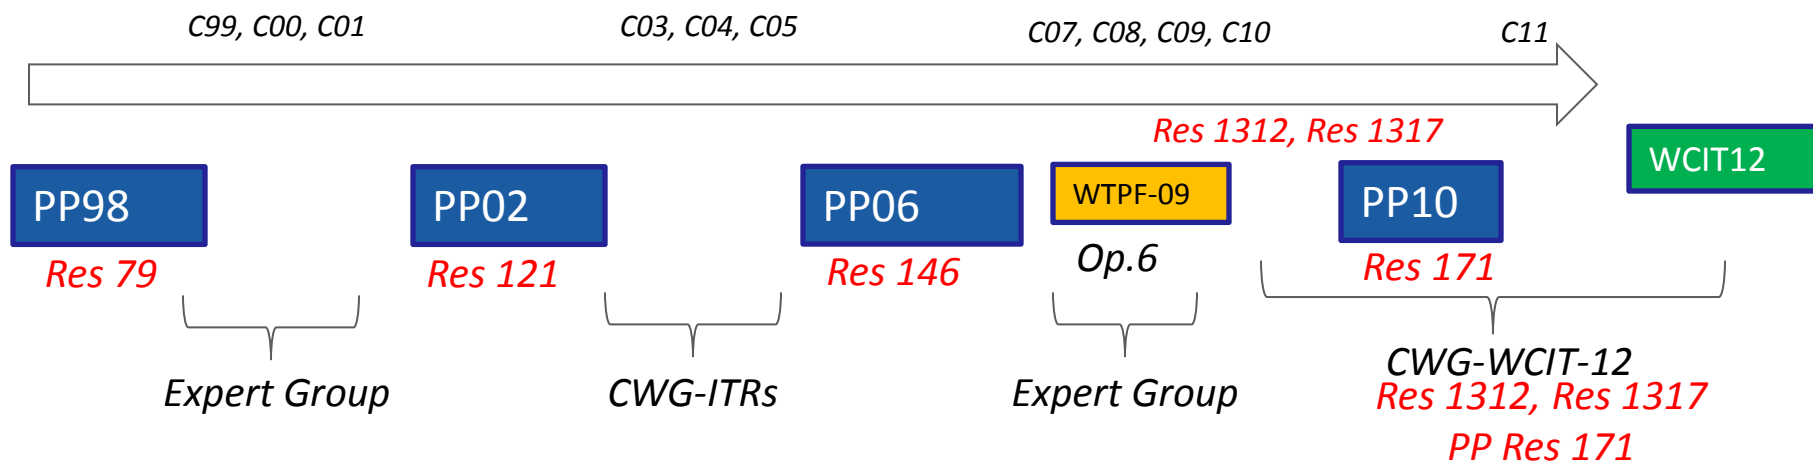 C99, C00, C01
C03, C04, C05
C07, C08, C09, C10
C11
Res 1312, Res 1317
PP98
PP02
PP06
WTPF-09
PP10
WCIT12
Res 79
Res 121
Res 146
Op.6
Res 171
Expert Group
CWG-ITRs
Expert Group
CWG-WCIT-12
Res 1312, Res 1317
PP Res 171